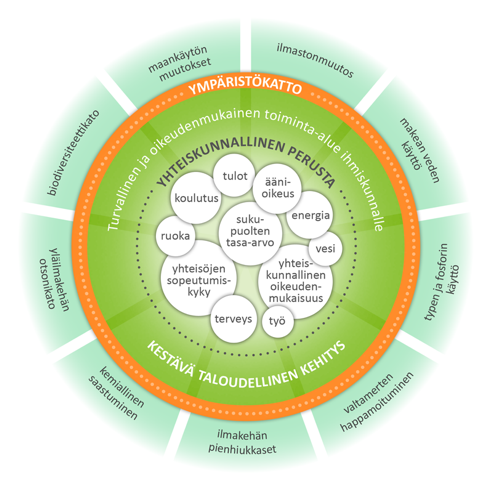 ilmastonmuutos
makean veden
käyttö
typen ja fosforin
käyttö
valtamerten
happamoituminen
ilmakehän
pienhiukkaset
kemiallinen
saastuminen
yläilmakehän
otsonikato
biodiversiteettikato
maankäytön
muutokset
YMPÄRISTÖKATTO
Turvallinen ja oikeudenmukainen toiminta-alue ihmiskunnalle
YHTEISKUNNALLINEN PERUSTA
tulot
ääni-
oikeus
koulutus
energia
suku-
puolten
tasa-arvo
ruoka
vesi
yhteisöjen
sopeutumis-
kyky
yhteis-
kunnallinen
oikeuden-
mukaisuus
terveys
työ
KESTÄVÄ TALOUDELLINEN KEHITYS